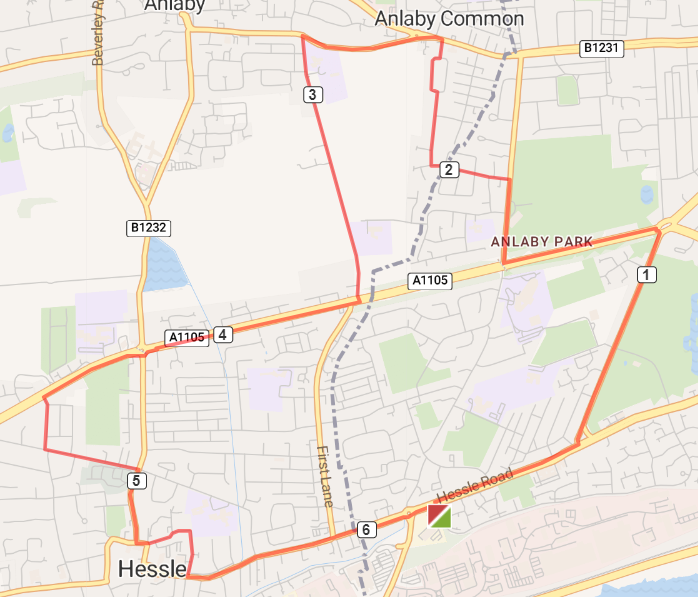 Anlaby
Anlaby Common
Beverley R
B1231
3
2
B1232
ANLABY PARK
1
A1105
A1105
4
First Lane
Hessle Road
5
6
Hessle